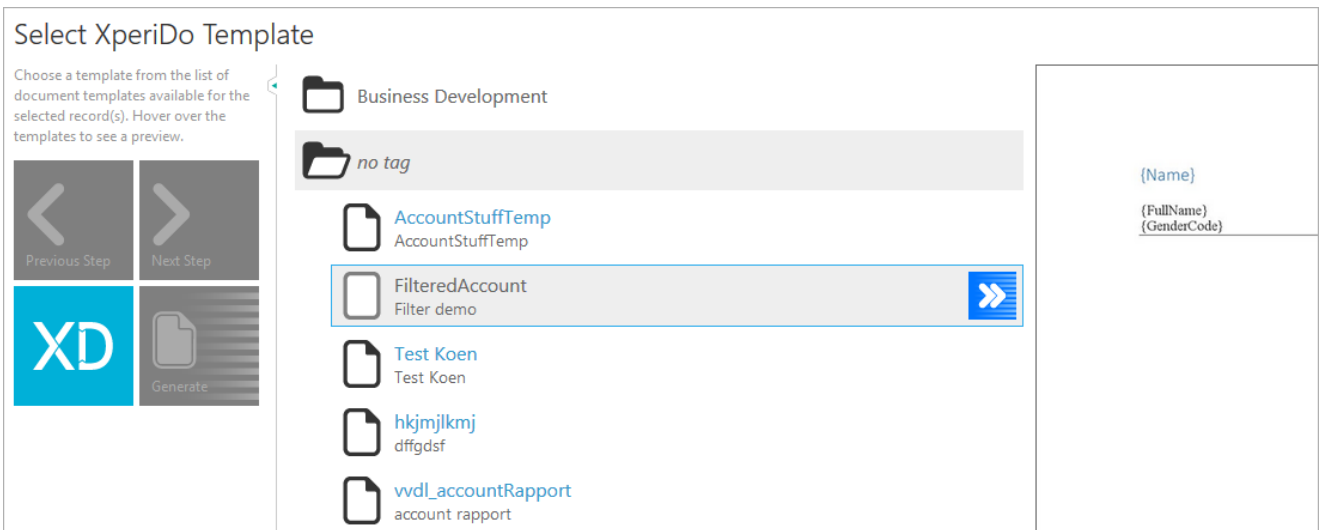 Select XperiDo Template
Choose a template from the list of
document templates available for the
selected record(s). Hover over the
templates to see a preview.
Previous Step
Next Step
XD
Generate
Business Development
no tag
AccountStuffTemp
AccountStuffTemp
FilteredAccount
Filter demo
Test Koen
Test Koen
hkjmjlkmj
dffgdsf
vvdl_accountRapport
account rapport
{Name}
{FullName}
{GenderCode}